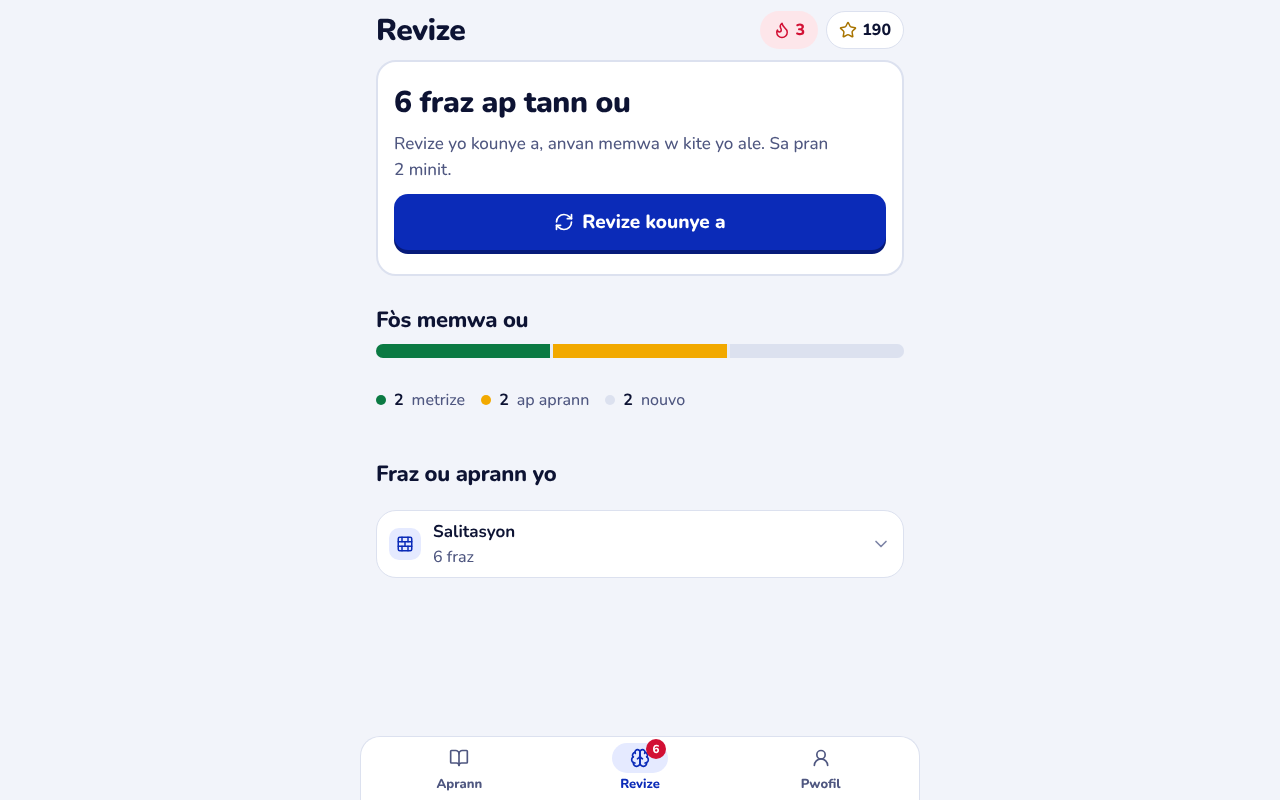 Revize
3
190
6 fraz ap tann ou
Revize yo kounye a, anvan memwa w kite yo ale. Sa pran
2 minit.
Revize kounye a
Fòs memwa ou
2 metrize
2 ap aprann
2 nouvo
Fraz ou aprann yo
Salitasyon
6 fraz
6
Aprann
Revize
Pwofil